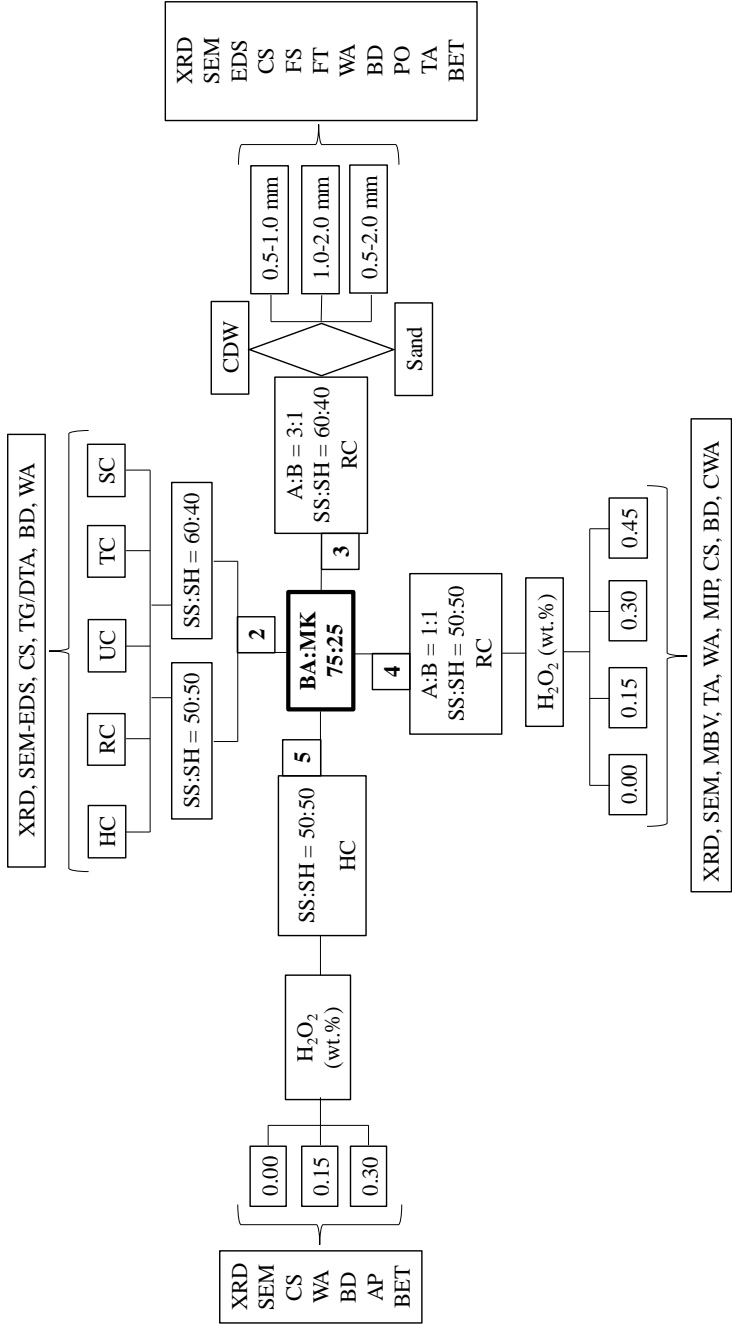 XRD, SEM-EDS, CS, TG/DTA, BD, WA
HC
RC
UC
TC
SC
SS:SH = 50:50
SS:SH = 60:40
2
BA:MK
75:25
3
A:B = 3:1
SS:SH = 60:40
RC
CDW
Sand
0.5-1.0 mm
1.0-2.0 mm
0.5-2.0 mm
XRD
SEM
EDS
CS
FS
FT
WA
BD
PO
TA
BET
4
A:B = 1:1
SS:SH = 50:50
RC
H₂O₂ (wt.%)
0.00
0.15
0.30
0.45
XRD, SEM, MBV, TA, WA, MIP, CS, BD, CWA
5
SS:SH = 50:50
HC
H₂O₂
(wt.%)
0.00
0.15
0.30
XRD
SEM
CS
WA
BD
AP
BET